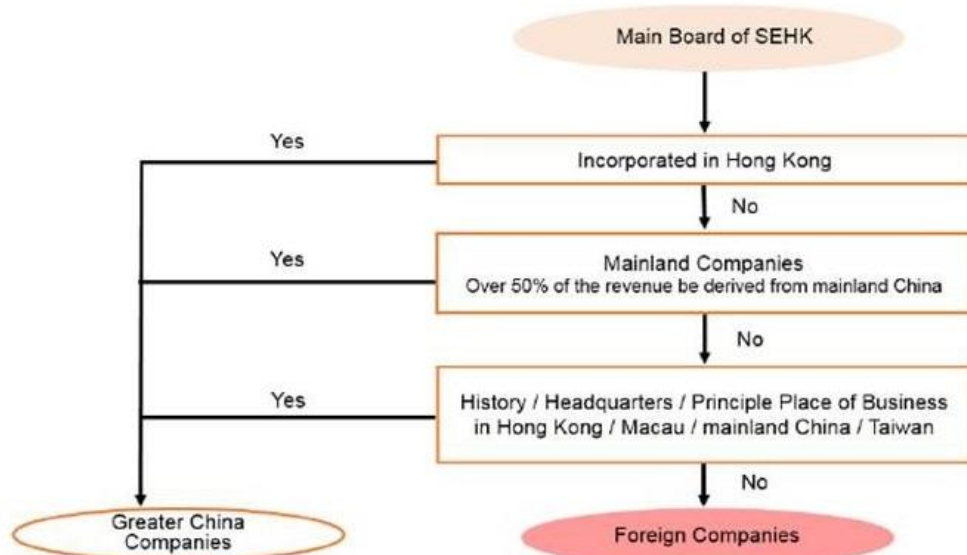 Main Board of SEHK
Yes
Incorporated in Hong Kong
No
Yes
Mainland Companies
Over 50% of the revenue be derived from mainland China
No
Yes
History / Headquarters / Principle Place of Business
in Hong Kong / Macau / mainland China / Taiwan
No
Greater China
Companies
Foreign Companies